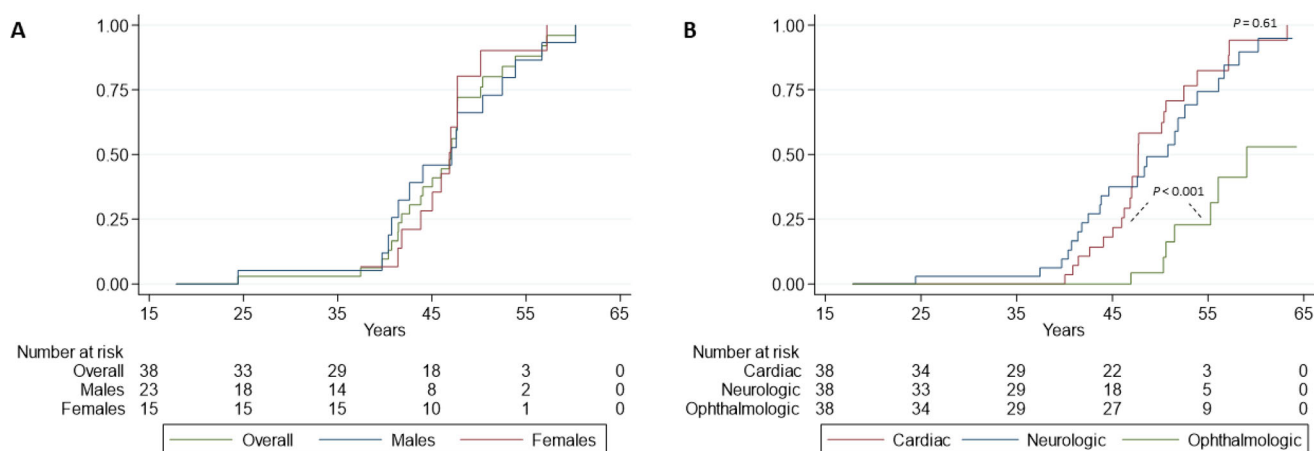 A
1.00
0.75
0.50
0.25
0.00
15 25 35 45 55 65
Years
Number at risk
Overall 38 33 29 18 3 0
Males 23 18 14 8 2 0
Females 15 15 15 10 1 0
Overall Males Females
B
P = 0.61
1.00
0.75
0.50
P < 0.001
0.25
0.00
15 25 35 45 55 65
Years
Number at risk
Cardiac 38 34 29 22 3 0
Neurologic 38 33 29 18 5 0
Ophthalmologic 38 34 29 27 9 0
Cardiac Neurologic Ophthalmologic